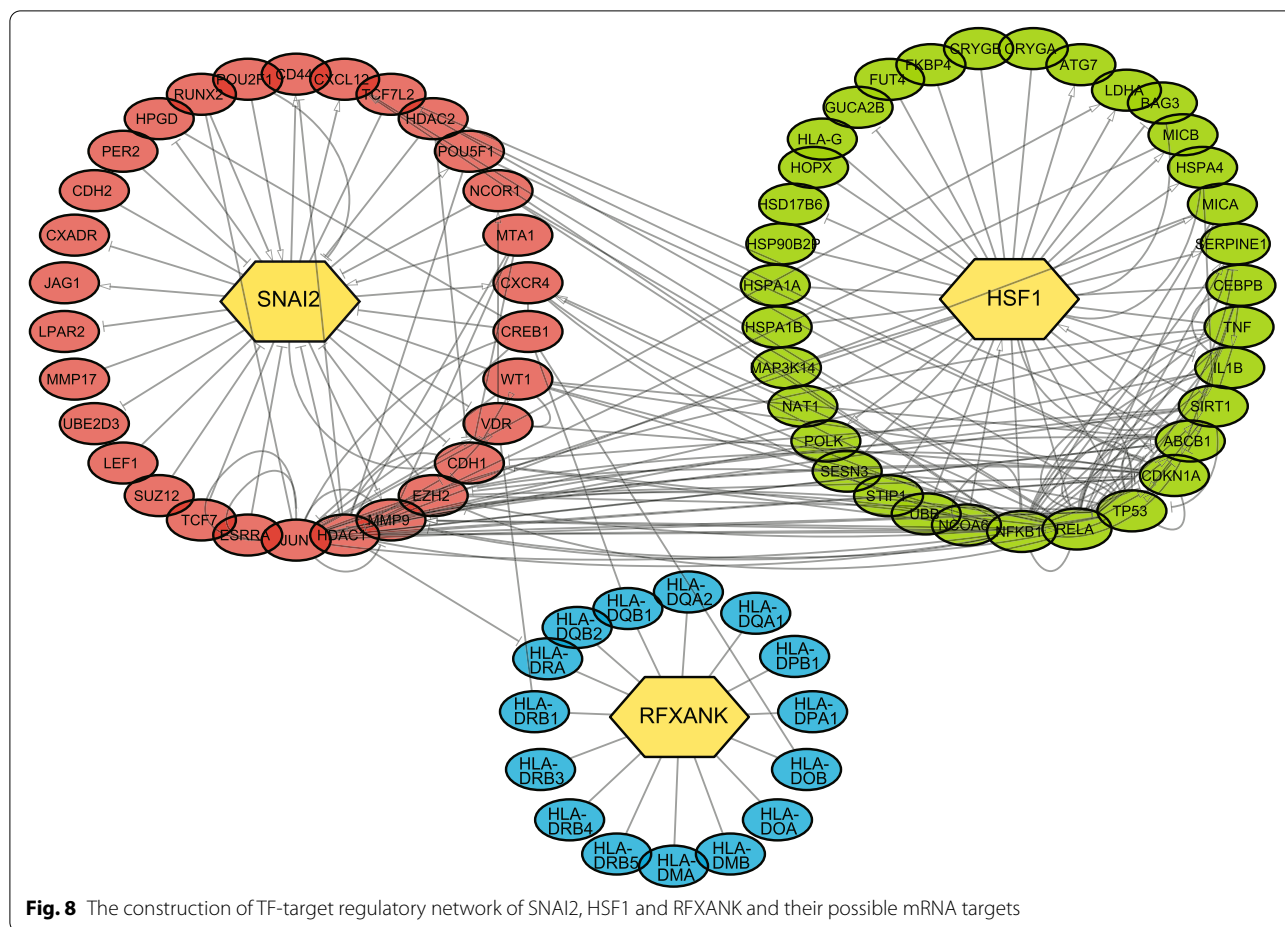 CD44
CXCL12
POU2F1
TCF7L2
RUNX2
HDAC2
HPGD
POU5F1
PER2
NCOR1
CDH2
MTA1
CXADR
CXCR4
JAG1
CREB1
LPAR2
WT1
MMP17
VDR
UBE2D3
CDH1
LEF1
EZH2
SUZ12
MMP9
TCF7
HDAC1
ESRRA
JUN
SNAI2
CRYGA
FKBP4
ATG7
FUT4
LDHA
GUCA2B
BAG3
HLA-G
MICB
HOPX
HSPA4
HSD17B6
MICA
SERPINE1
HSPA1A
CEBPB
HSPA1B
TNF
MAP3K14
IL1B
NAT1
SIRT1
POLK
ABCB1
SESN3
CDKN1A
STIP1
TP53
UBB
RELA
NCOA6
NFKB1
HSF1
HLA-
DQA2
HLA-
DQB1
HLA-
DQA1
HLA-
DQB2
HLA-
DPB1
HLA-
DRA
HLA-
DPA1
HLA-
DRB1
HLA-
DOB
HLA-
DRB3
HLA-
DOA
HLA-
DRB4
HLA-
DMB
HLA-
DRB5
HLA-
DMA
RFXANK
Fig. 8 The construction of TF-target regulatory network of SNAI2, HSF1 and RFXANK and their possible mRNA targets